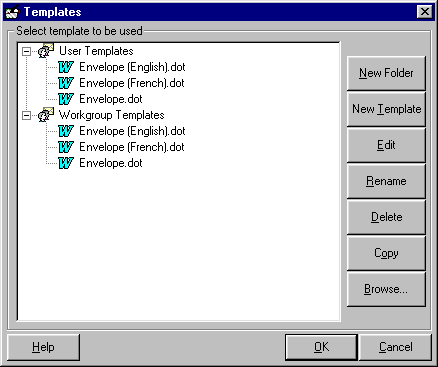 Templates
Select template to be used
User Templates
Envelope (English).dot
Envelope (French).dot
Envelope.dot
Workgroup Templates
Envelope (English).dot
Envelope (French).dot
Envelope.dot
New Folder
New Template
Edit
Rename
Delete
Copy
Browse...
Help
OK
Cancel